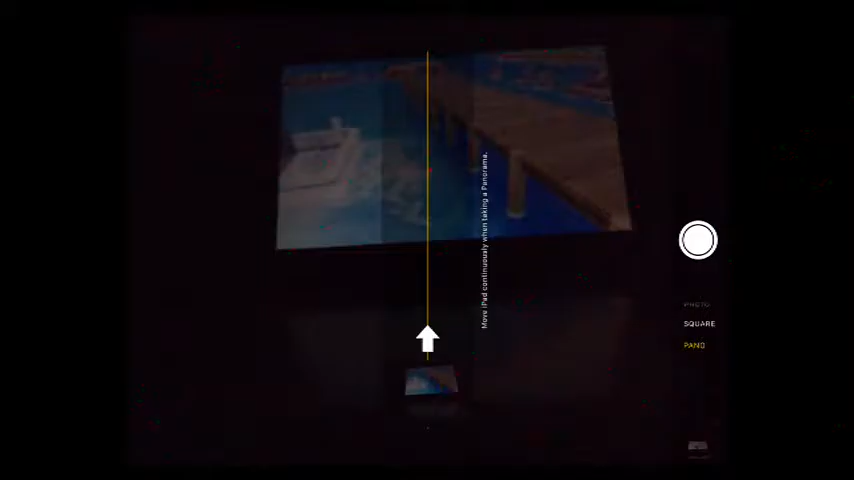 Move iPad continuously when taking a Panorama.
PHOTO
SQUARE
PANO